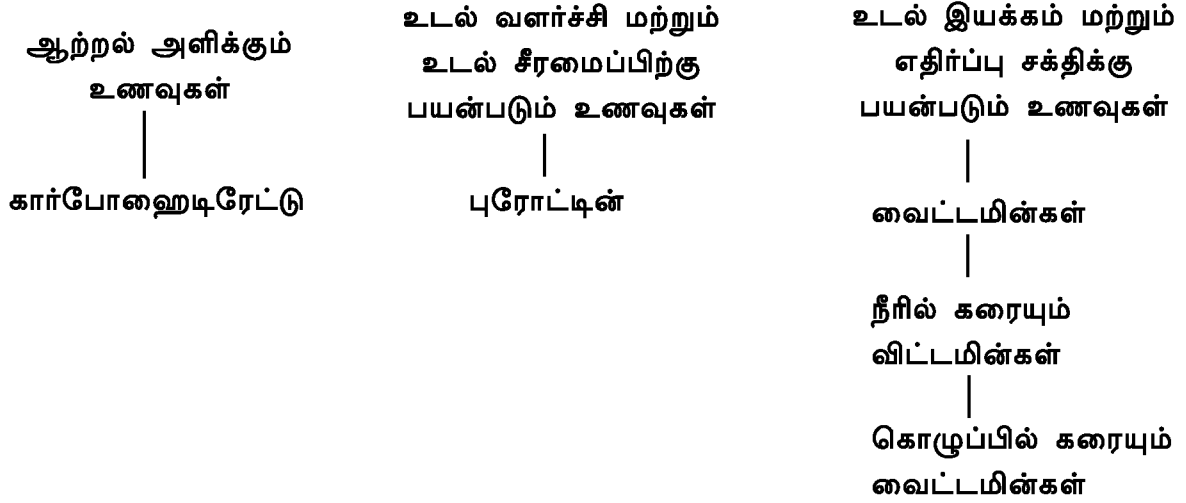 ஆற்றல் அளிக்கும்
உணவுகள்
கார்போஹைடிரேட்டு
உடல் வளர்ச்சி மற்றும்
உடல் சீரமைப்பிற்கு
பயன்படும் உணவுகள்
புரோட்டின்
உடல் இயக்கம் மற்றும்
எதிர்ப்பு சக்திக்கு
பயன்படும் உணவுகள்
வைட்டமின்கள்
நீரில் கரையும்
விட்டமின்கள்
கொழுப்பில் கரையும்
வைட்டமின்கள்